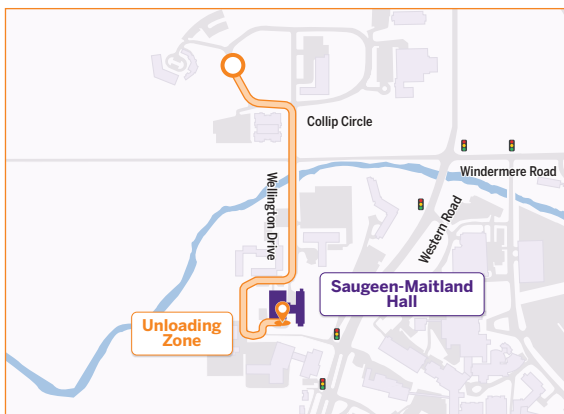 Collip Circle
Windermere Road
Wellington Drive
Western Road
Saugeen-Maitland
Hall
Unloading
Zone